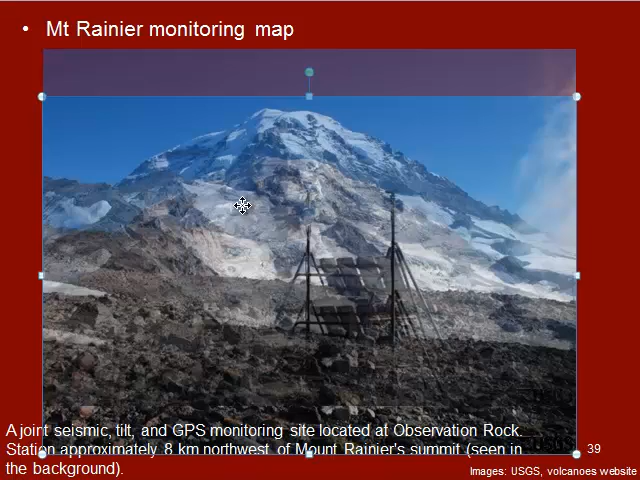 • Mt Rainier monitoring map
A joint seismic, tilt, and GPS monitoring site located at Observation Rock.
Station approximately 8 km northwest of Mount Rainier's summit (seen in
the background).
39
Images: USGS, volcanoes website